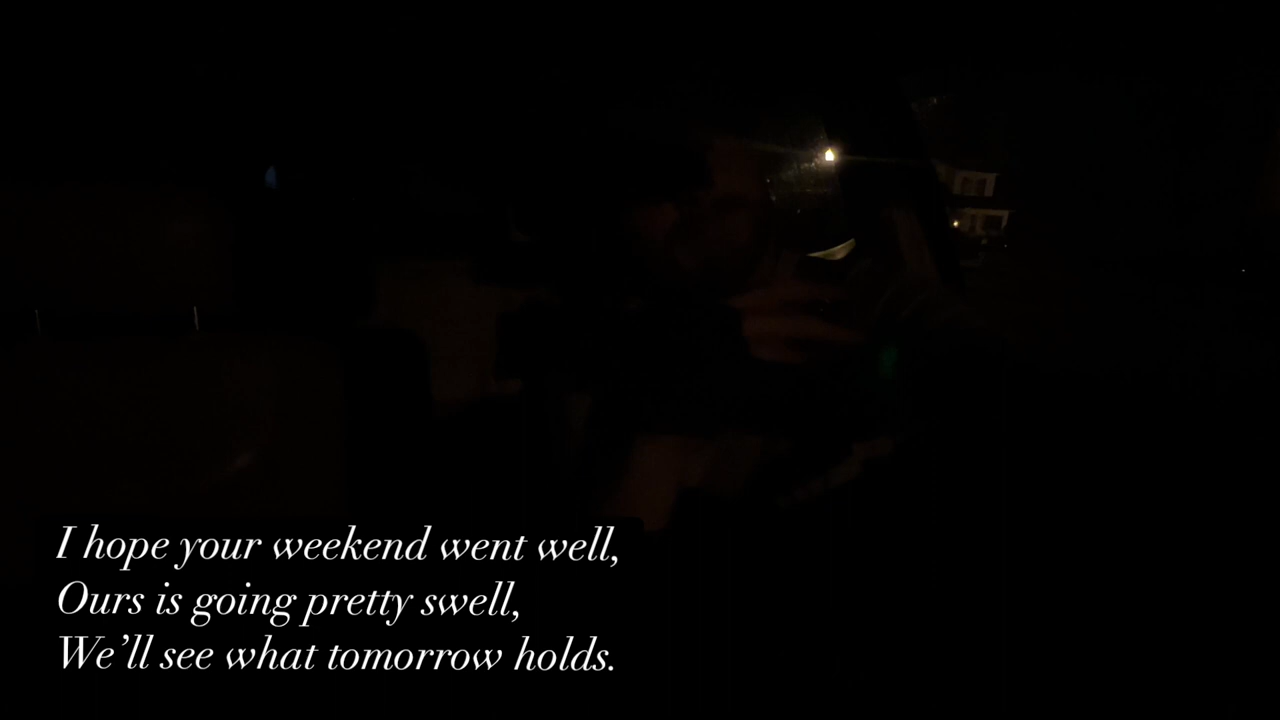 I hope your weekend went well,
Ours is going pretty swell,
We’ll see what tomorrow holds.